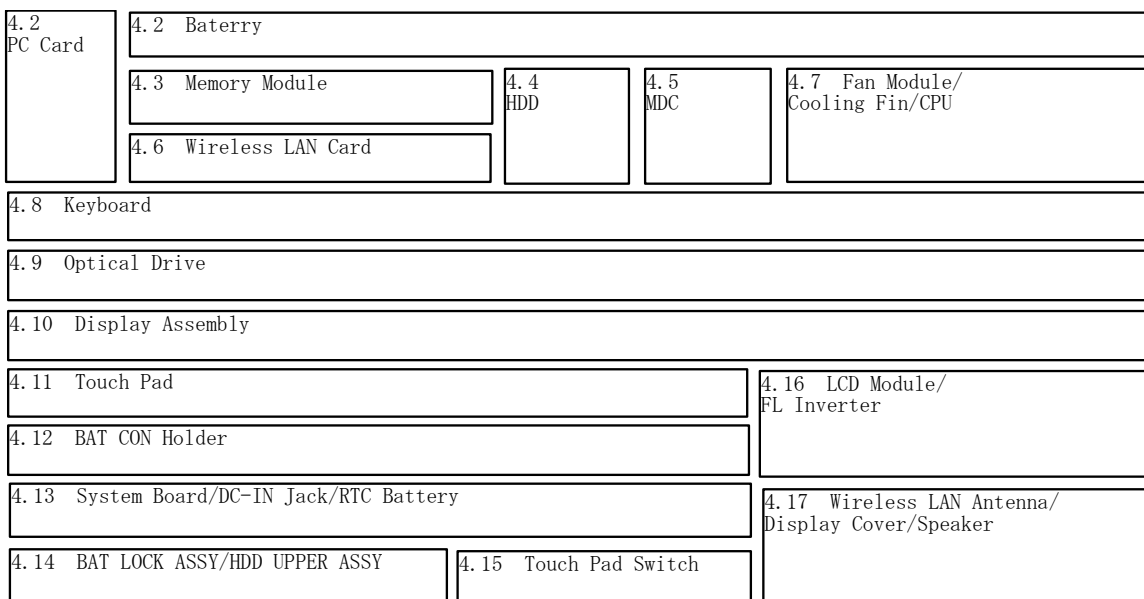 4.2
PC Card
4.2 Baterry
4.3 Memory Module
4.4
HDD
4.5
MDC
4.7 Fan Module/
Cooling Fin/CPU
4.6 Wireless LAN Card
4.8 Keyboard
4.9 Optical Drive
4.10 Display Assembly
4.11 Touch Pad
4.16 LCD Module/
FL Inverter
4.12 BAT CON Holder
4.13 System Board/DC-IN Jack/RTC Battery
4.17 Wireless LAN Antenna/
Display Cover/Speaker
4.14 BAT LOCK ASSY/HDD UPPER ASSY
4.15 Touch Pad Switch